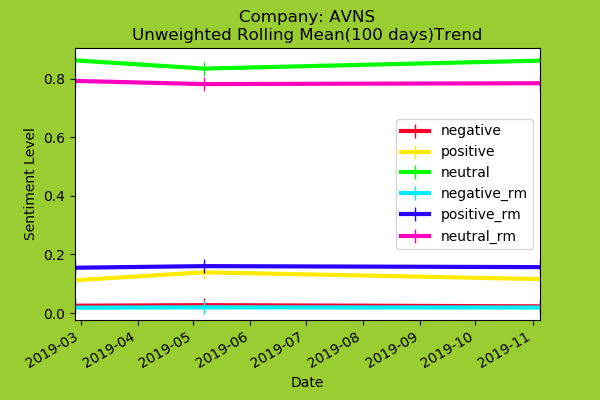 Company: AVNS
Unweighted Rolling Mean(100 days)Trend
Sentiment Level
0.8
0.6
0.4
0.2
0.0
negative
positive
neutral
negative_rm
positive_rm
neutral_rm
2019-03
2019-04
2019-05
2019-06
2019-07
2019-08
2019-09
2019-10
2019-11
Date